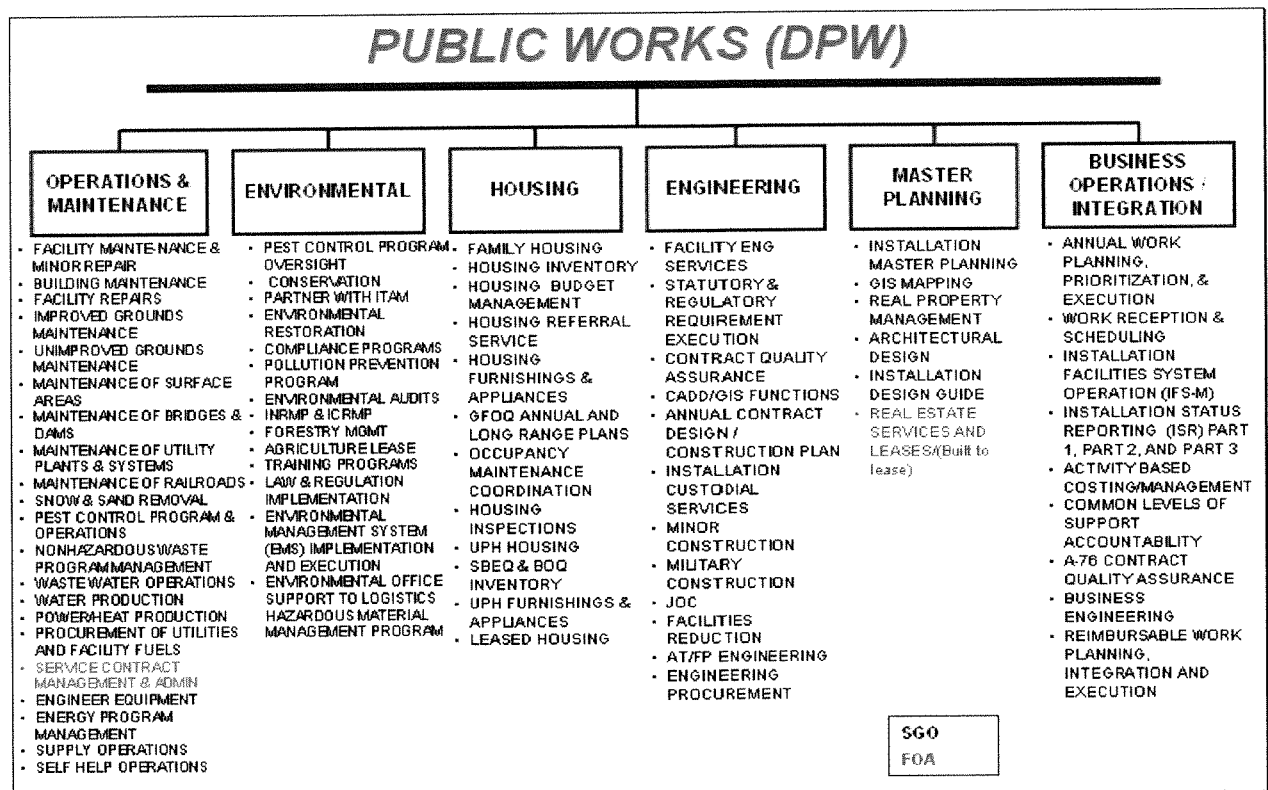 PUBLIC WORKS (DPW)
OPERATIONS &
MAINTENANCE
· FACILITY MAINTENANCE &
MINOR REPAIR
· BUILDING MAINTENANCE
· FACILITY REPAIRS
· IMPROVED GROUNDS
MAINTENANCE
· UNIMPROVED GROUNDS
MAINTENANCE
· MAINTENANCE OF SURFACE
AREAS
· MAINTENANCE OF BRIDGES &
DAMS
· MAINTENANCE OF UTILITY
PLANTS & SYSTEMS
· MAINTENANCE OF RAILROADS
· SNOW & SAND REMOVAL
· PEST CONTROL PROGRAM &
OPERATIONS
· NONHAZARDOUS WASTE
PROGRAM MANAGEMENT
· WASTE WATER OPERATIONS
· WATER PRODUCTION
· POWER/HEAT PRODUCTION
· PROCUREMENT OF UTILITIES
AND FACILITY FUELS
· SERVICE CONTRACT
MANAGEMENT & ADMIN
· ENGINEER EQUIPMENT
· ENERGY PROGRAM
MANAGEMENT
· SUPPLY OPERATIONS
· SELF HELP OPERATIONS
ENVIRONMENTAL
· PEST CONTROL PROGRAM
OVERSIGHT
· CONSERVATION
· PARTNER WITH ITAM
· ENVIRONMENTAL
RESTORATION
· COMPLIANCE PROGRAMS
· POLLUTION PREVENTION
PROGRAM
· ENVIRONMENTAL AUDITS
· INRMP & ICRMP
· FORESTRY MGMT
· AGRICULTURE LEASE
· TRAINING PROGRAMS
· LAW & REGULATION
IMPLEMENTATION
· ENVIRONMENTAL
MANAGEMENT SYSTEM
(EMS) IMPLEMENTATION
AND EXECUTION
· ENVIRONMENTAL OFFICE
SUPPORT TO LOGISTICS
HAZARDOUS MATERIAL
MANAGEMENT PROGRAM
HOUSING
· FAMILY HOUSING
· HOUSING INVENTORY
· HOUSING BUDGET
MANAGEMENT
· HOUSING REFERRAL
SERVICE
· HOUSING
FURNISHINGS &
APPLIANCES
· GFOQ ANNUAL AND
LONG RANGE PLANS
· OCCUPANCY
MAINTENANCE
COORDINATION
· HOUSING
INSPECTIONS
· UPH HOUSING
· SBEQ & BOQ
INVENTORY
· UPH FURNISHINGS &
APPLIANCES
· LEASED HOUSING
ENGINEERING
· FACILITY ENG
SERVICES
· STATUTORY &
REGULATORY
REQUIREMENT
EXECUTION
· CONTRACT QUALITY
ASSURANCE
· CADD/GIS FUNCTIONS
· ANNUAL CONTRACT
DESIGN /
CONSTRUCTION PLAN
· INSTALLATION
CUSTODIAL
SERVICES
· MINOR
CONSTRUCTION
· MILITARY
CONSTRUCTION
· JOC
· FACILITIES
REDUCTION
· AT/FP ENGINEERING
· ENGINEERING
PROCUREMENT
MASTER
PLANNING
· INSTALLATION
MASTER PLANNING
· GIS MAPPING
· REAL PROPERTY
MANAGEMENT
· ARCHITECTURAL
DESIGN
· INSTALLATION
DESIGN GUIDE
· REAL ESTATE
SERVICES AND
LEASES/(Built to
lease)
BUSINESS
OPERATIONS /
INTEGRATION
· ANNUAL WORK
PLANNING,
PRIORITIZATION, &
EXECUTION
· WORK RECEPTION &
SCHEDULING
· INSTALLATION
FACILITIES SYSTEM
OPERATION (IFS-M)
· INSTALLATION STATUS
REPORTING (ISR) PART
1, PART 2, AND PART 3
· ACTIVITY BASED
COSTING/MANAGEMENT
· COMMON LEVELS OF
SUPPORT
ACCOUNTABILITY
· A-76 CONTRACT
QUALITY ASSURANCE
· BUSINESS
ENGINEERING
· REIMBURSABLE WORK
PLANNING,
INTEGRATION AND
EXECUTION
SGO
FOA